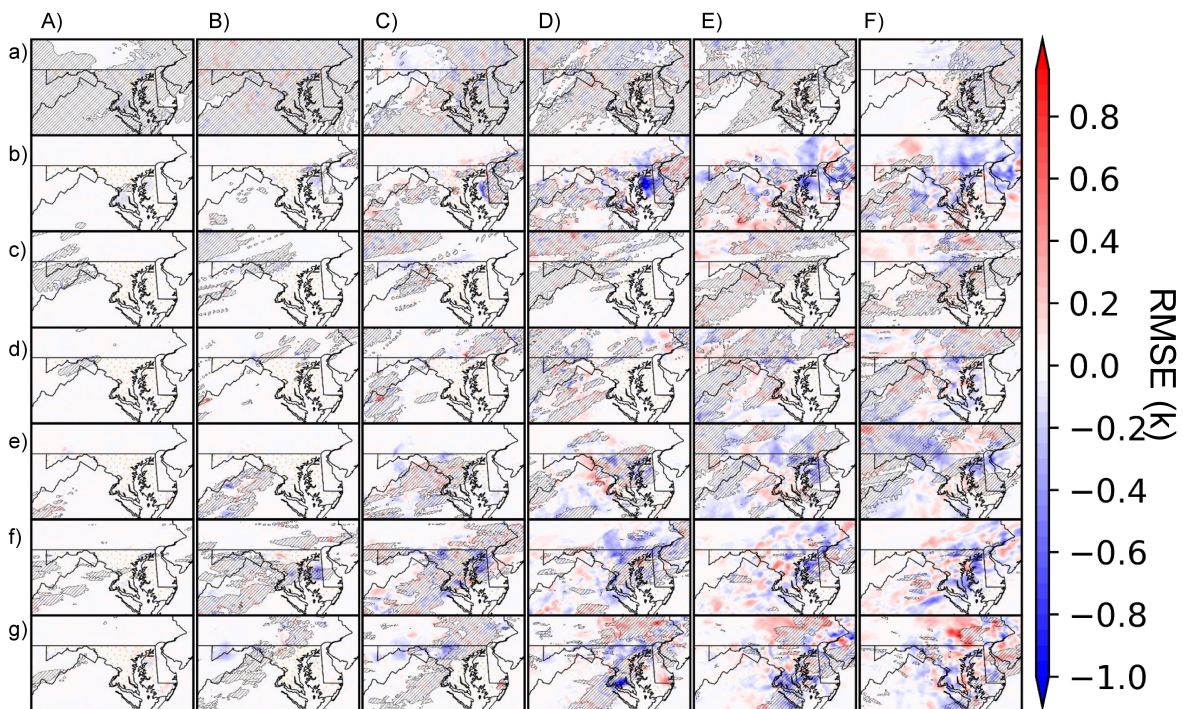 A) B) C) D) E) F)
a)
b)
c)
d)
e)
f)
g)
0.8
0.6
0.4
0.2
0.0
−0.2
−0.4
−0.6
−0.8
−1.0
RMSE (k)